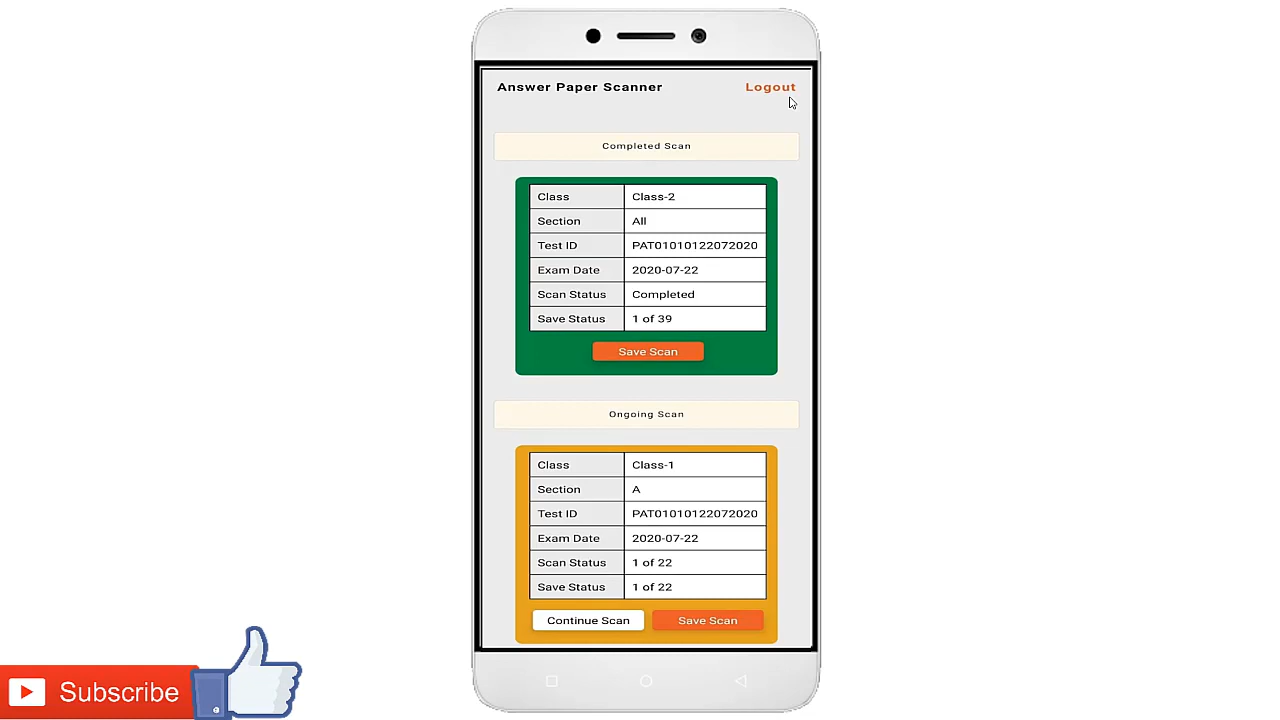 Answer Paper Scanner Logout
Completed Scan
Class Class-2
Section All
Test ID PAT01010122072020
Exam Date 2020-07-22
Scan Status Completed
Save Status 1 of 39
Save Scan
Ongoing Scan
Class Class-1
Section A
Test ID PAT01010122072020
Exam Date 2020-07-22
Scan Status 1 of 22
Save Status 1 of 22
Continue Scan Save Scan
Subscribe